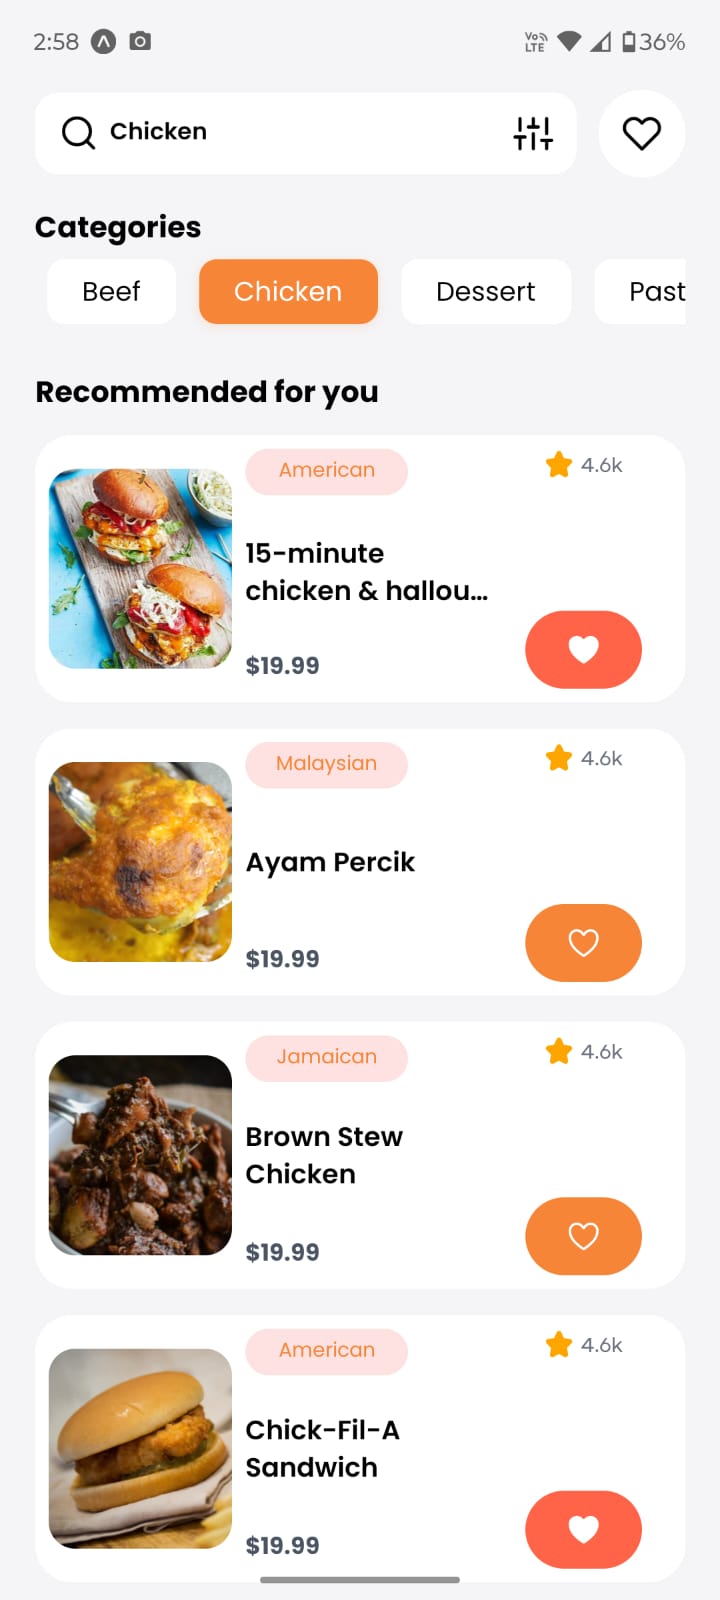 2:58
Vo
LTE
36%
Chicken
Categories
Beef
Chicken
Dessert
Past
Recommended for you
American
4.6k
15-minute
chicken & hallou...
$19.99
Malaysian
4.6k
Ayam Percik
$19.99
Jamaican
4.6k
Brown Stew
Chicken
$19.99
American
4.6k
Chick-Fil-A
Sandwich
$19.99